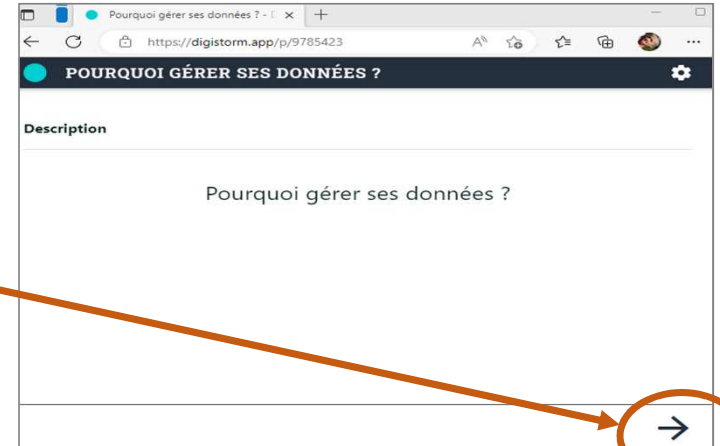 Pourquoi gérer ses données ? - D
https://digistorm.app/p/9785423
POURQUOI GÉRER SES DONNÉES ?
Description
Pourquoi gérer ses données ?